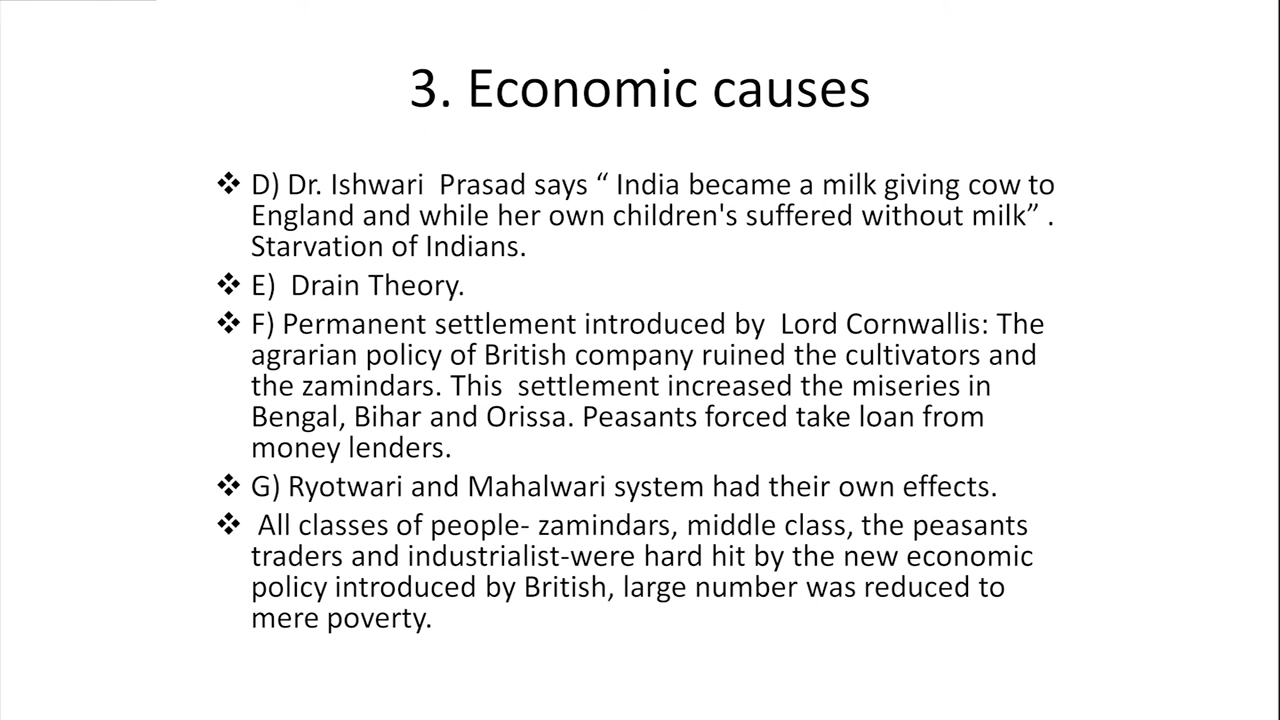 3. Economic causes
❖ D) Dr. Ishwari  Prasad says “ India became a milk giving cow to
England and while her own children's suffered without milk” .
Starvation of Indians.
❖ E)  Drain Theory.
❖ F) Permanent settlement introduced by  Lord Cornwallis: The
agrarian policy of British company ruined the cultivators and
the zamindars. This  settlement increased the miseries in
Bengal, Bihar and Orissa. Peasants forced take loan from
money lenders.
❖ G) Ryotwari and Mahalwari system had their own effects.
❖  All classes of people- zamindars, middle class, the peasants
traders and industrialist-were hard hit by the new economic
policy introduced by British, large number was reduced to
mere poverty.